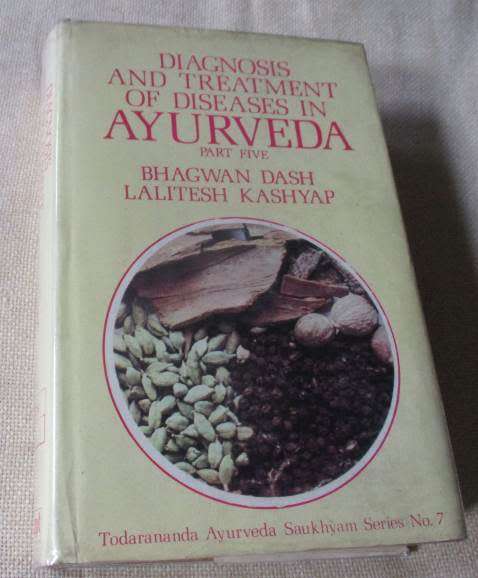 DIAGNOSIS
AND TREATMENT
OF DISEASES IN
AYURVEDA
PART FIVE
BHAGWAN DASH
LALITESH KASHYAP
Todarananda Ayurveda Saukhyam Series No. 7